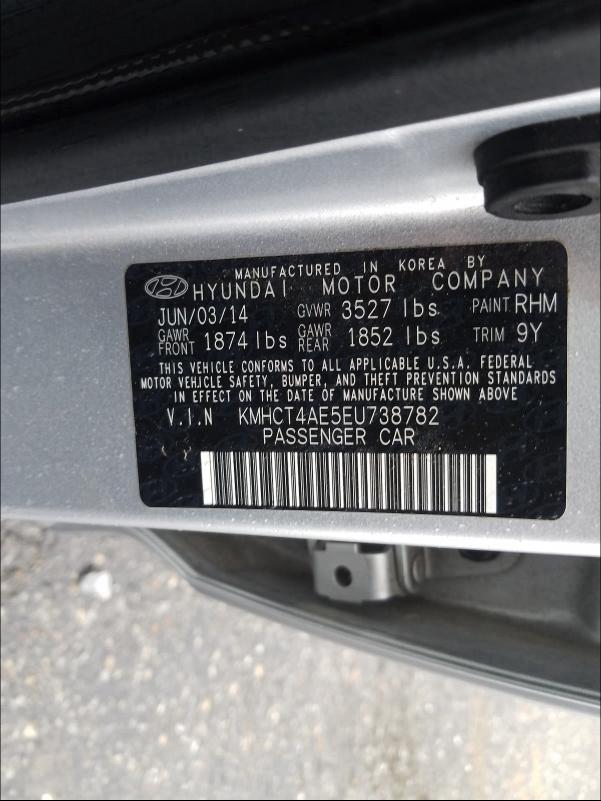 MANUFACTURED IN KOREA BY
HYUNDAI MOTOR COMPANY
JUN/03/14 GVWR 3527 lbs PAINT RHM
GAWR FRONT 1874 lbs GAWR REAR 1852 lbs TRIM 9Y
THIS VEHICLE CONFORMS TO ALL APPLICABLE U.S.A. FEDERAL
MOTOR VEHICLE SAFETY, BUMPER, AND THEFT PREVENTION STANDARDS
IN EFFECT ON THE DATE OF MANUFACTURE SHOWN ABOVE
V.I.N KMHCT4AE5EU738782
PASSENGER CAR